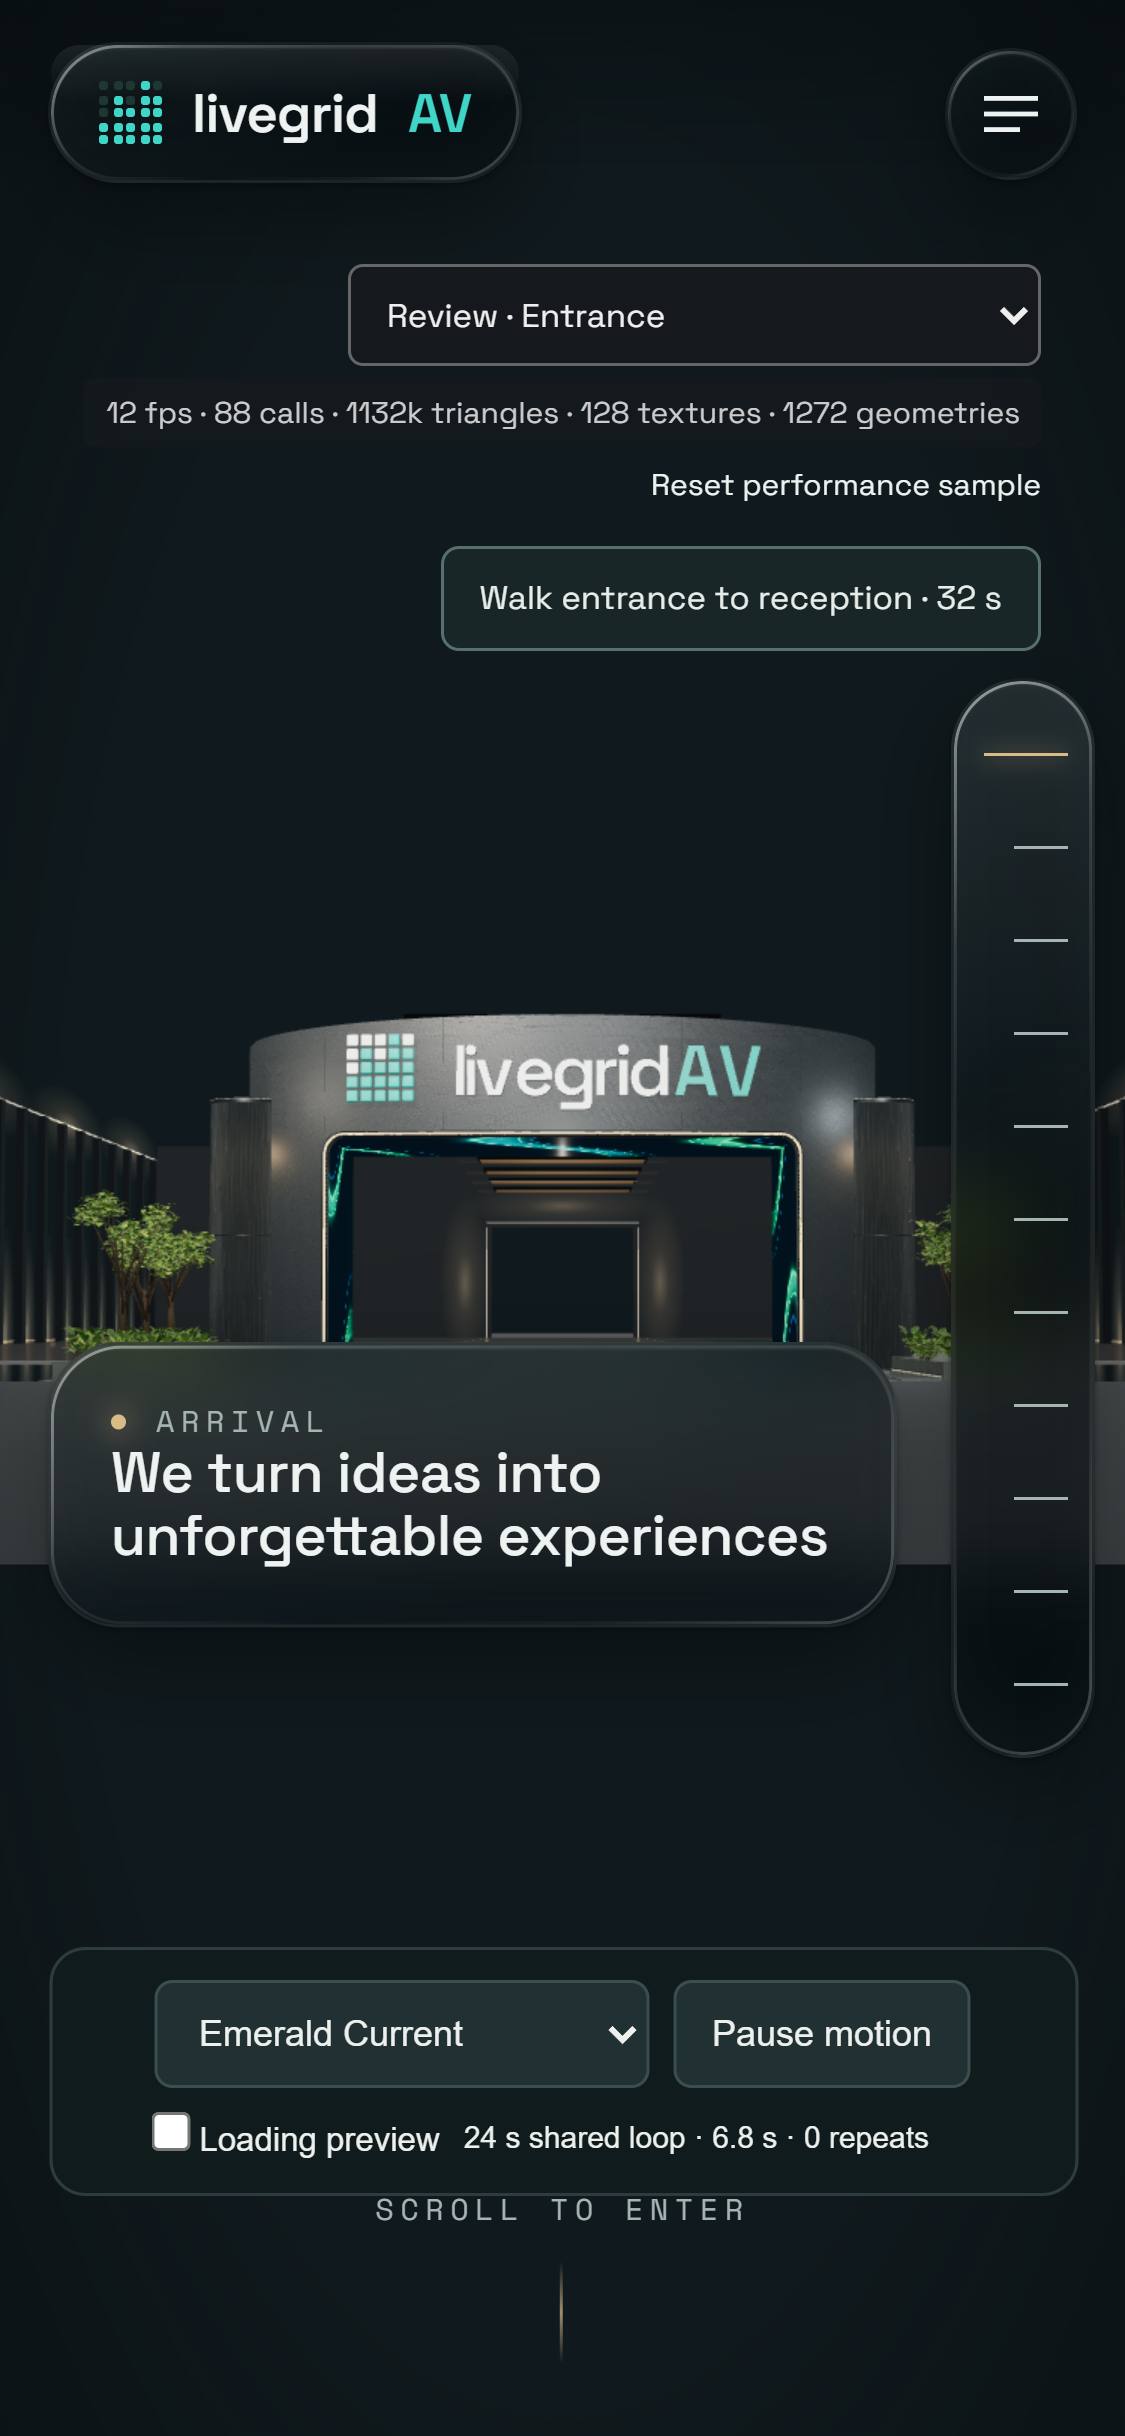 livegrid AV
Review · Entrance
12 fps · 88 calls · 1132k triangles · 128 textures · 1272 geometries
Reset performance sample
Walk entrance to reception · 32 s
livegridAV
ARRIVAL
We turn ideas into
unforgettable experiences
Emerald Current
Pause motion
Loading preview
24 s shared loop · 6.8 s · 0 repeats
SCROLL TO ENTER